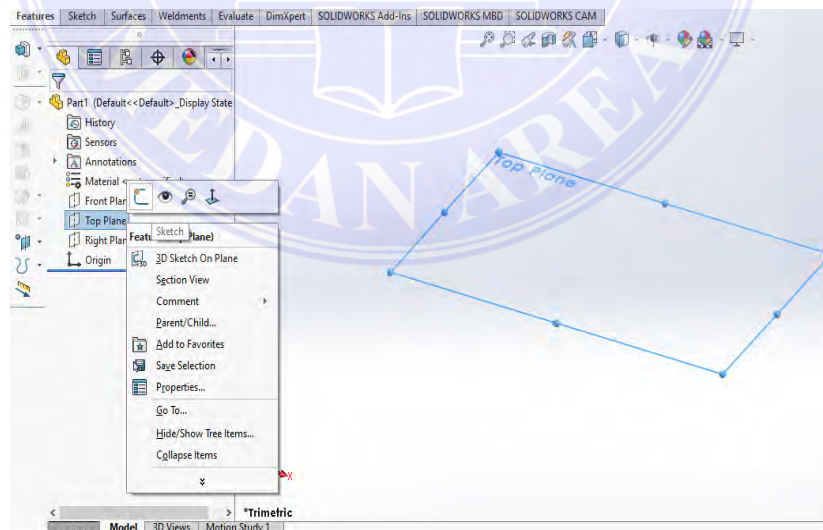 Features Sketch Surfaces Weldments Evaluate DimXpert SOLIDWORKS Add-Ins SOLIDWORKS MBD SOLIDWORKS CAM
Part1 (Default<<Default>_Display State
History
Sensors
Annotations
Material <
Front Plan
Top Plane
Right Plan
Origin
Sketch
Featu Plane)
3D Sketch On Plane
Section View
Comment
Parent/Child...
Add to Favorites
Save Selection
Properties...
Go To...
Hide/Show Tree Items...
Collapse Items
Top Plane
MEDAN AREA
X
*Trimetric
Model 3D Views Motion Study 1